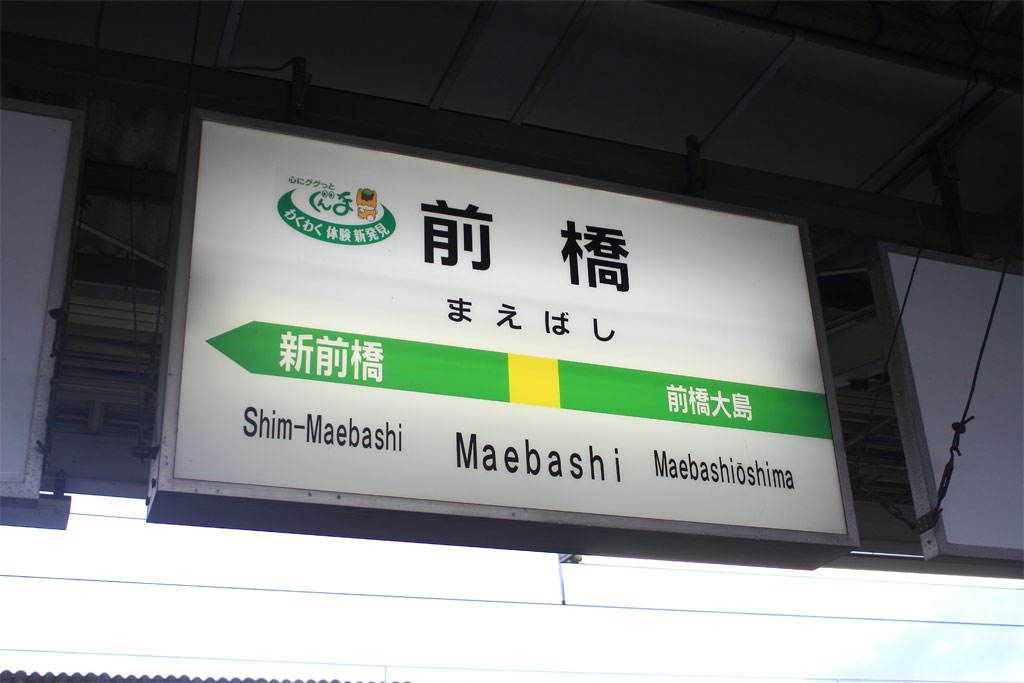 心にググっと
ぐんま
わくわく 体験 新発見
前橋
まえばし
新前橋
前橋大島
Shim-Maebashi
Maebashi
Maebashiōshima